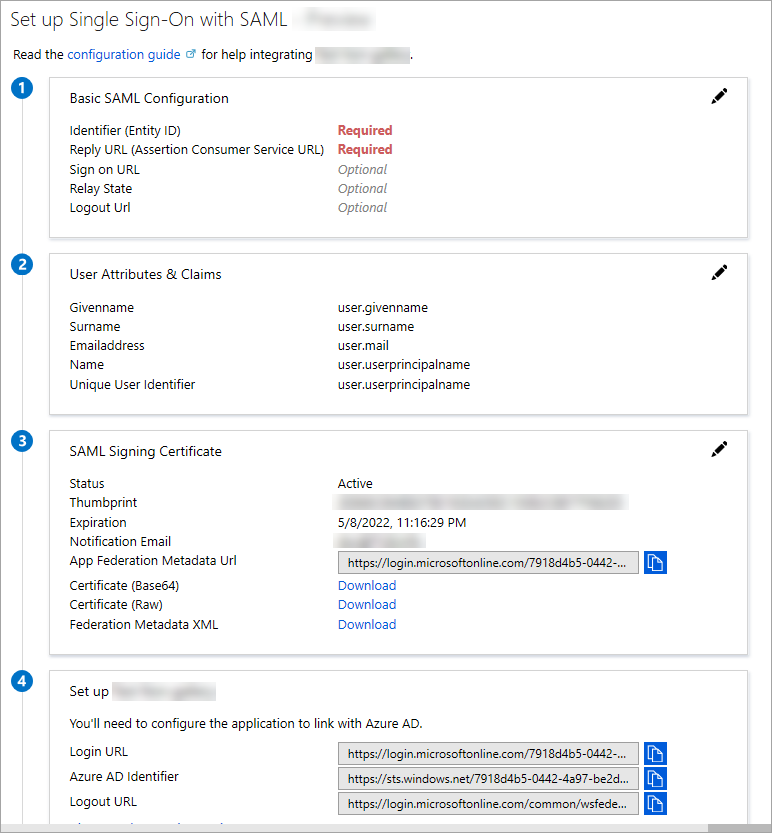 Set up Single Sign-On with SAML
Read the configuration guide for help integrating .
1
Basic SAML Configuration
Identifier (Entity ID) Required
Reply URL (Assertion Consumer Service URL) Required
Sign on URL Optional
Relay State Optional
Logout Url Optional
2
User Attributes & Claims
Givenname user.givenname
Surname user.surname
Emailaddress user.mail
Name user.userprincipalname
Unique User Identifier user.userprincipalname
3
SAML Signing Certificate
Status Active
Thumbprint
Expiration 5/8/2022, 11:16:29 PM
Notification Email
App Federation Metadata Url https://login.microsoftonline.com/7918d4b5-0442-...
Certificate (Base64) Download
Certificate (Raw) Download
Federation Metadata XML Download
4
Set up
You'll need to configure the application to link with Azure AD.
Login URL https://login.microsoftonline.com/7918d4b5-0442-...
Azure AD Identifier https://sts.windows.net/7918d4b5-0442-4a97-be2d...
Logout URL https://login.microsoftonline.com/common/wsfede...